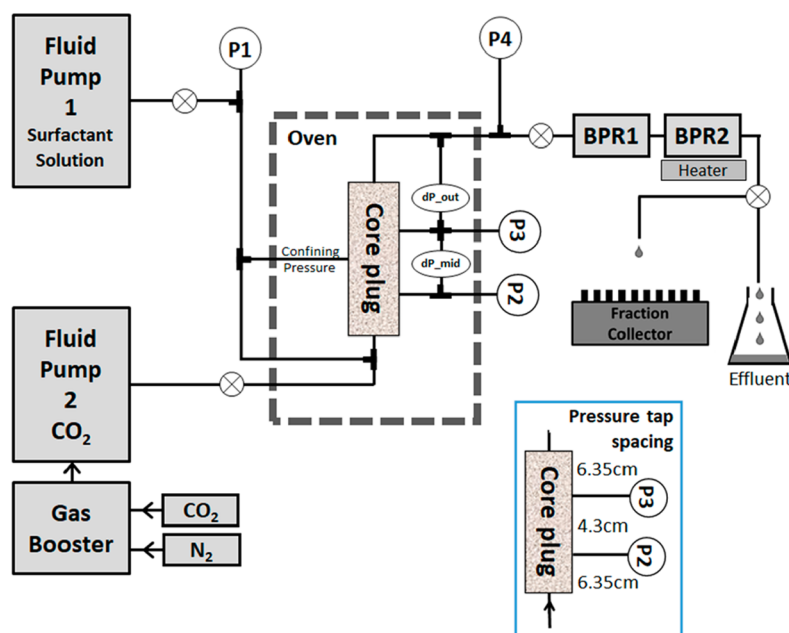 Fluid
Pump
1
Surfactant
Solution
P1
P4
Oven
BPR1
BPR2
Heater
dP_out
Core plug
P3
Confining
Pressure
dP_mid
P2
Fraction
Collector
Effluent
Fluid
Pump
2
CO₂
Gas
Booster
CO₂
N₂
Pressure tap
spacing
6.35cm
Core plug
P3
4.3cm
P2
6.35cm